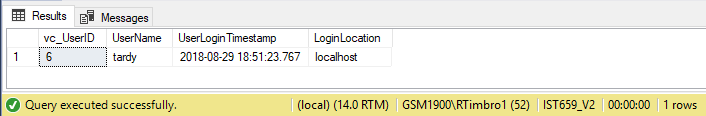 Results Messages
vc_UserID UserName UserLoginTimestamp LoginLocation
1 6 tardy 2018-08-29 18:51:23.767 localhost
Query executed successfully. (local) (14.0 RTM) GSM1900\RTimbro1 (52) IST659_V2 00:00:00 1 rows